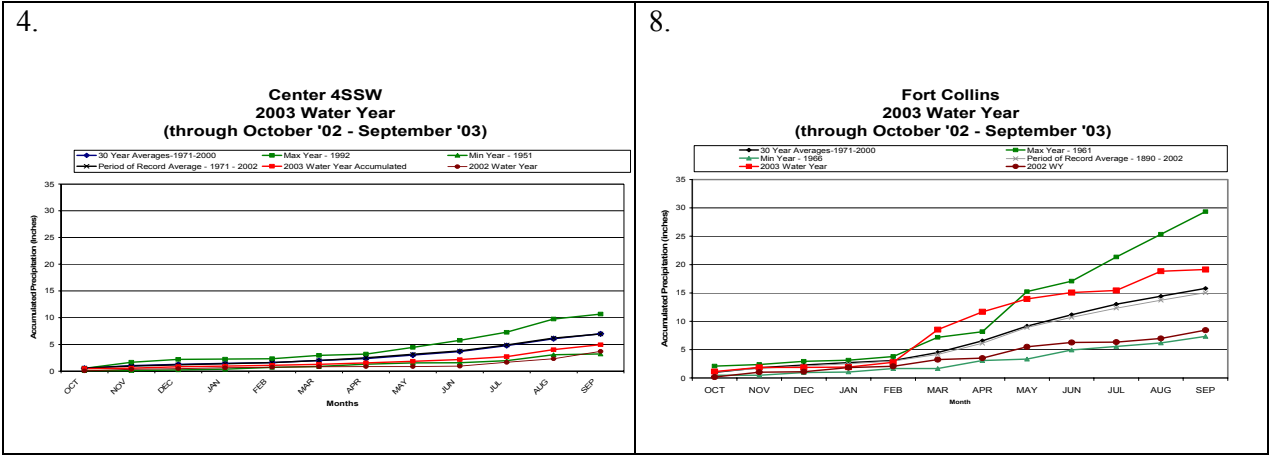 4.
Center 4SSW
2003 Water Year
(through October '02 - September '03)
30 Year Averages-1971-2000 Max Year - 1992 Min Year - 1951
Period of Record Average - 1971 - 2002 2003 Water Year Accumulated 2002 Water Year
Accumulated Precipitation (Inches)
35
30
25
20
15
10
5
0
OCT NOV DEC JAN FEB MAR APR MAY JUN JUL AUG SEP
Months
8.
Fort Collins
2003 Water Year
(through October '02 - September '03)
30 Year Averages-1971-2000 Max Year - 1961
Min Year - 1966 Period of Record Average - 1890 - 2002
2003 Water Year 2002 WY
Accumulated Precipitation (inches)
35
30
25
20
15
10
5
0
OCT NOV DEC JAN FEB MAR APR MAY JUN JUL AUG SEP
Month